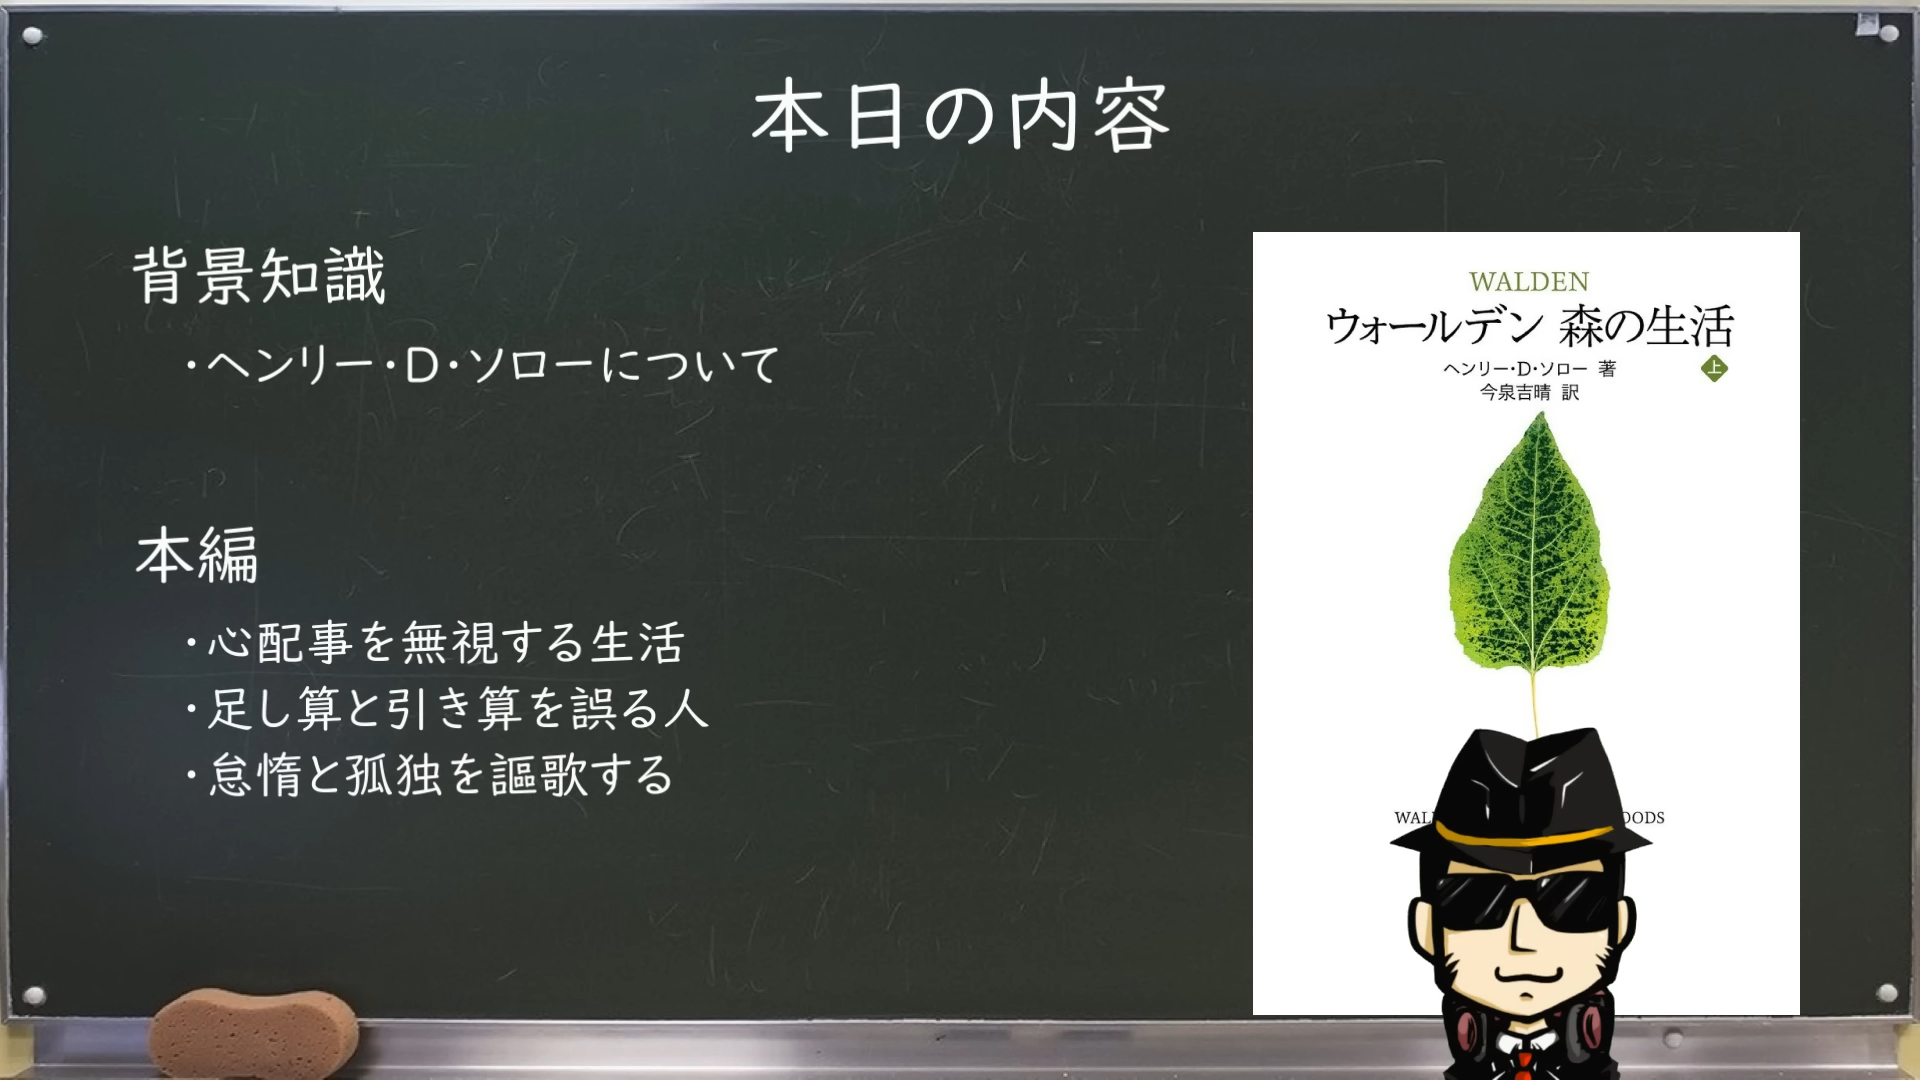 本日の内容
背景知識
・ヘンリー・D・ソローについて
本編
・心配事を無視する生活
・足し算と引き算を誤る人
・怠惰と孤独を謳歌する
WALDEN
ウォールデン 森の生活
ヘンリー・D・ソロー 著
上
今泉吉晴 訳